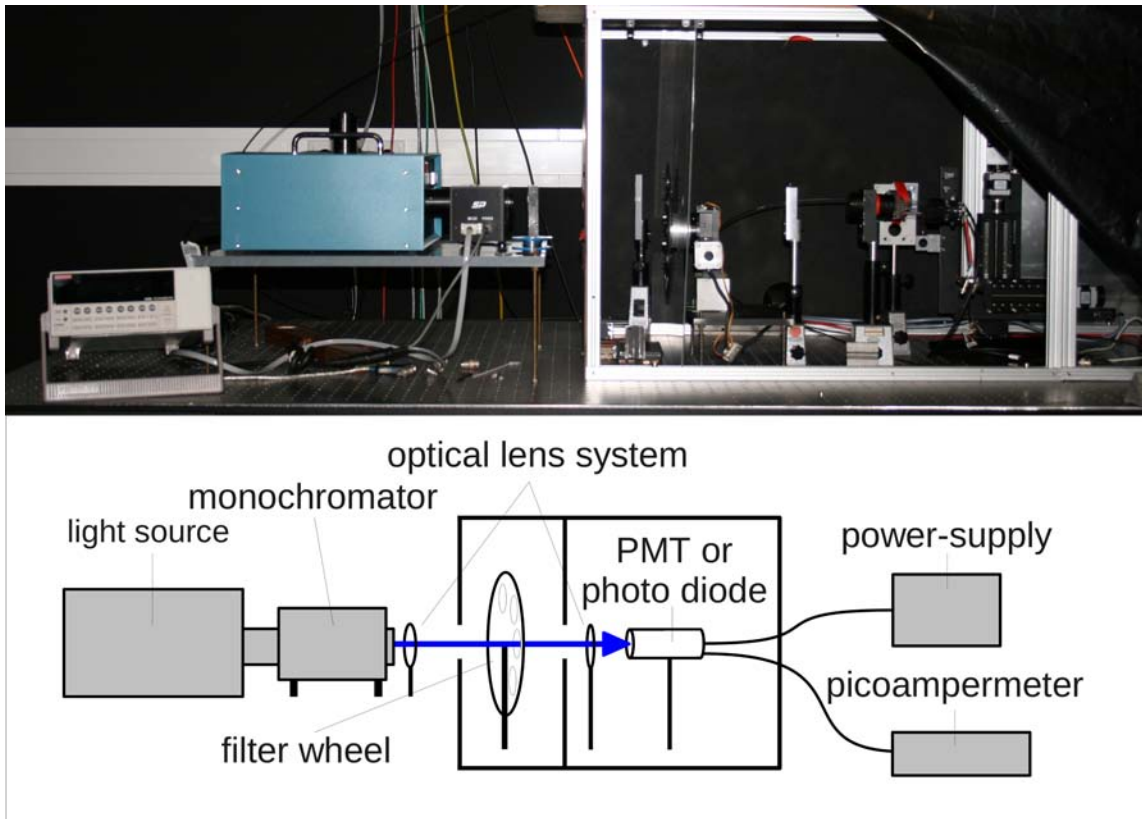 optical lens system
monochromator
light source
PMT or
photo diode
power-supply
picoampermeter
filter wheel